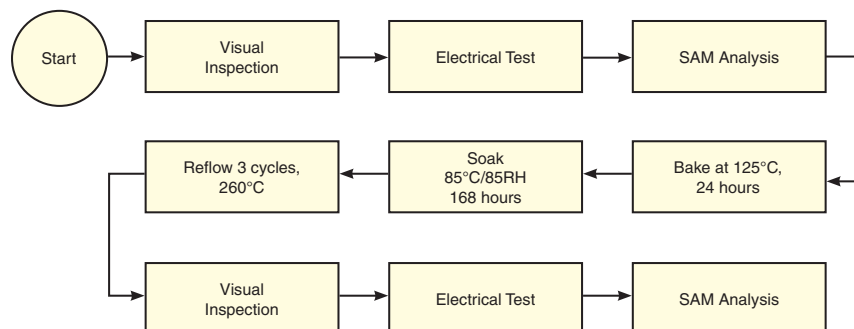 Start
Visual
Inspection
Electrical Test
SAM Analysis
Bake at 125°C,
24 hours
Soak
85°C/85RH
168 hours
Reflow 3 cycles,
260°C
Visual
Inspection
Electrical Test
SAM Analysis